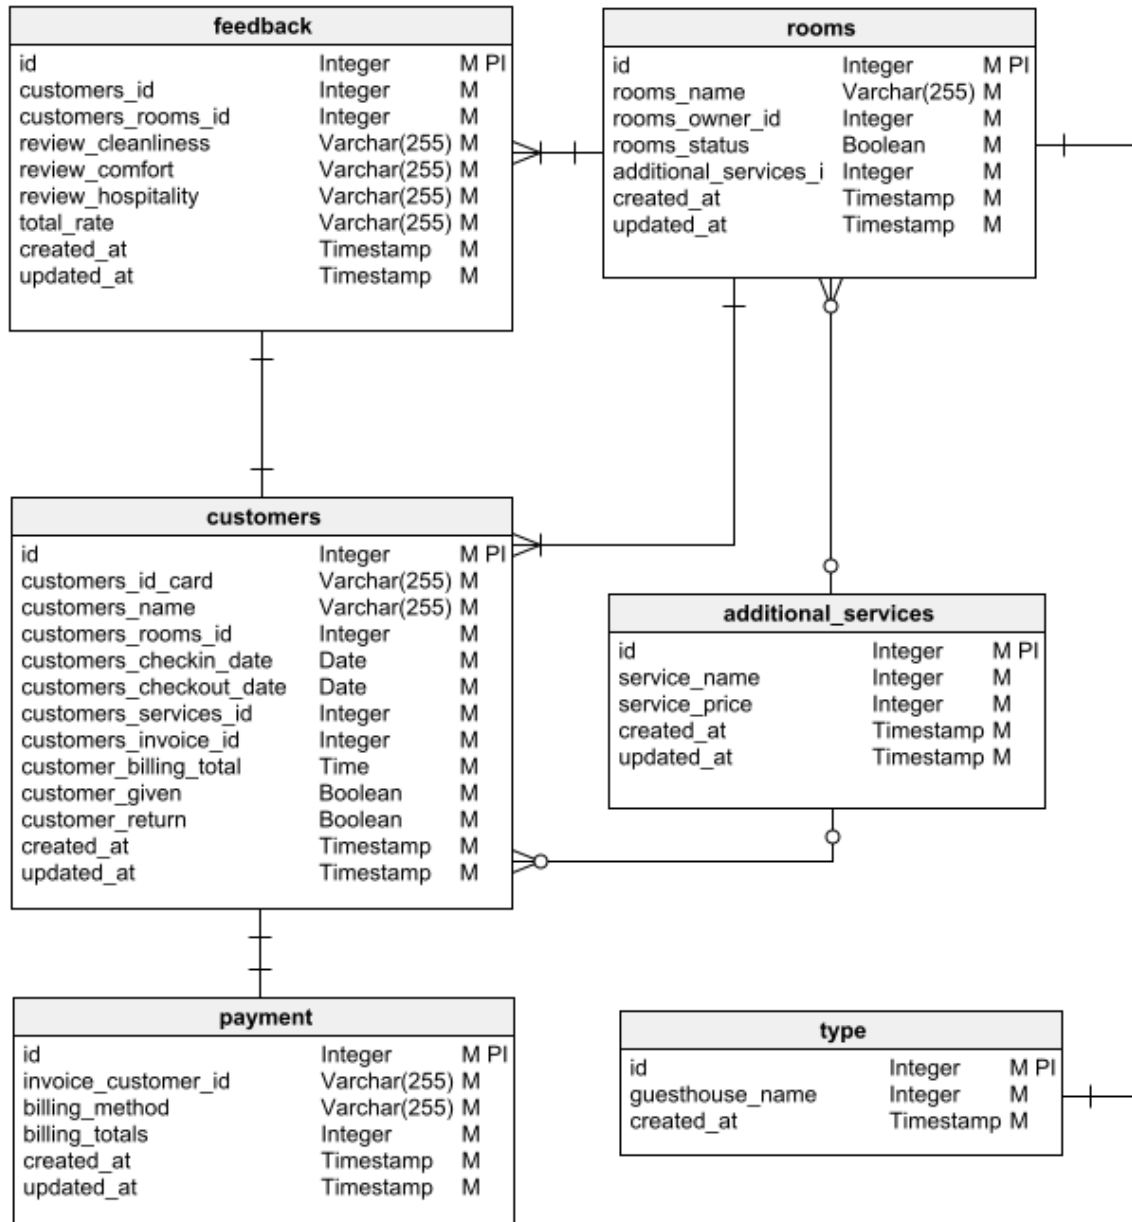 feedback
id Integer M PI
customers_id Integer M
customers_rooms_id Integer M
review_cleanliness Varchar(255) M
review_comfort Varchar(255) M
review_hospitality Varchar(255) M
total_rate Varchar(255) M
created_at Timestamp M
updated_at Timestamp M
rooms
id Integer M PI
rooms_name Varchar(255) M
rooms_owner_id Integer M
rooms_status Boolean M
additional_services_i Integer M
created_at Timestamp M
updated_at Timestamp M
customers
id Integer M PI
customers_id_card Varchar(255) M
customers_name Varchar(255) M
customers_rooms_id Integer M
customers_checkin_date Date M
customers_checkout_date Date M
customers_services_id Integer M
customers_invoice_id Integer M
customer_billing_total Time M
customer_given Boolean M
customer_return Boolean M
created_at Timestamp M
updated_at Timestamp M
additional_services
id Integer M PI
service_name Integer M
service_price Integer M
created_at Timestamp M
updated_at Timestamp M
payment
id Integer M PI
invoice_customer_id Varchar(255) M
billing_method Varchar(255) M
billing_totals Integer M
created_at Timestamp M
updated_at Timestamp M
type
id Integer M PI
guesthouse_name Integer M
created_at Timestamp M